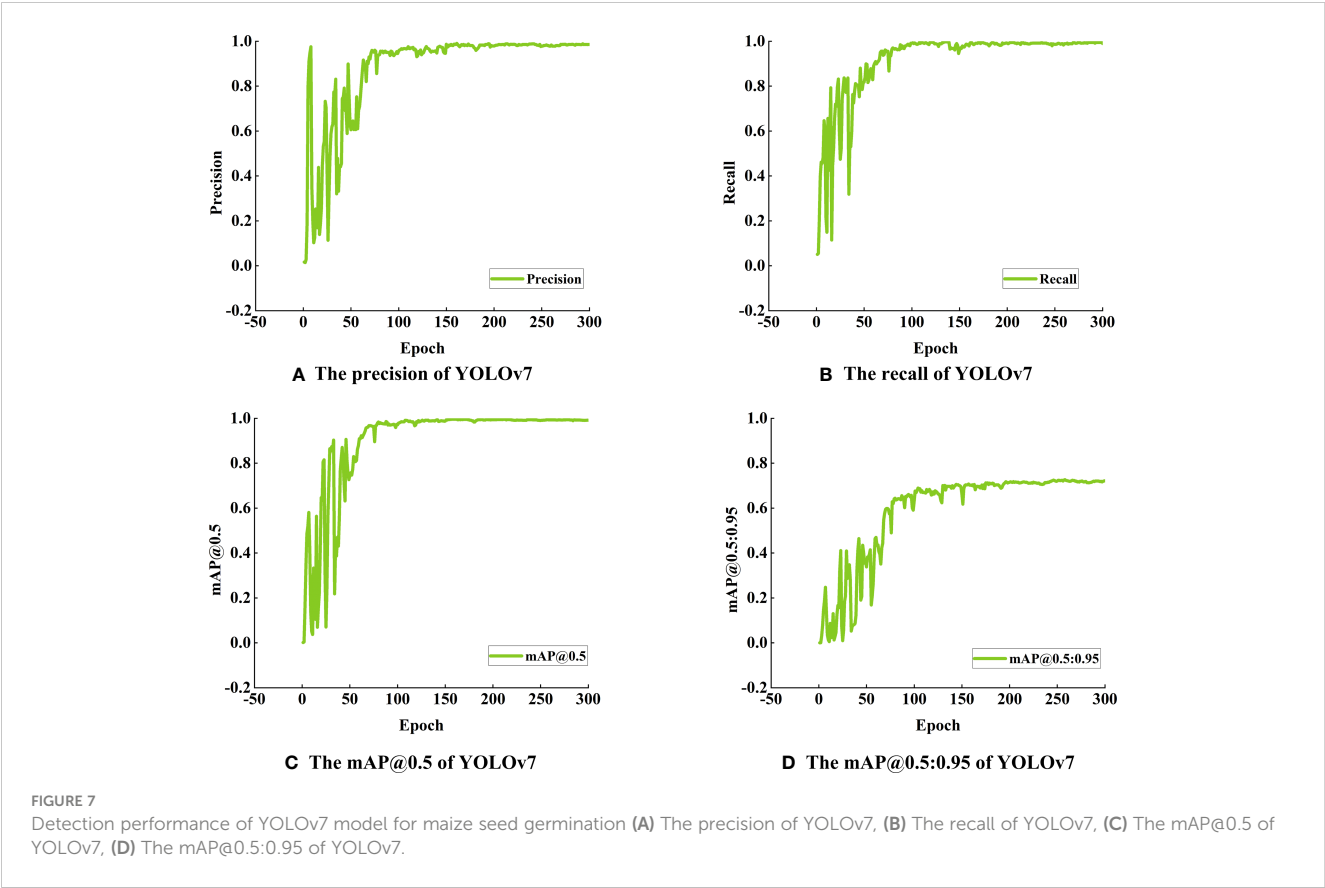 1.0
0.8
0.6
0.4
0.2
0.0
-0.2
Precision
Precision
-50 0 50 100 150 200 250 300
Epoch
A The precision of YOLOv7
1.0
0.8
0.6
0.4
0.2
0.0
-0.2
Recall
Recall
-50 0 50 100 150 200 250 300
Epoch
B The recall of YOLOv7
1.0
0.8
0.6
0.4
0.2
0.0
-0.2
mAP@0.5
mAP@0.5
-50 0 50 100 150 200 250 300
Epoch
C The mAP@0.5 of YOLOv7
1.0
0.8
0.6
0.4
0.2
0.0
-0.2
mAP@0.5:0.95
mAP@0.5:0.95
-50 0 50 100 150 200 250 300
Epoch
D The mAP@0.5:0.95 of YOLOv7
FIGURE 7
Detection performance of YOLOv7 model for maize seed germination (A) The precision of YOLOv7, (B) The recall of YOLOv7, (C) The mAP@0.5 of
YOLOv7, (D) The mAP@0.5:0.95 of YOLOv7.